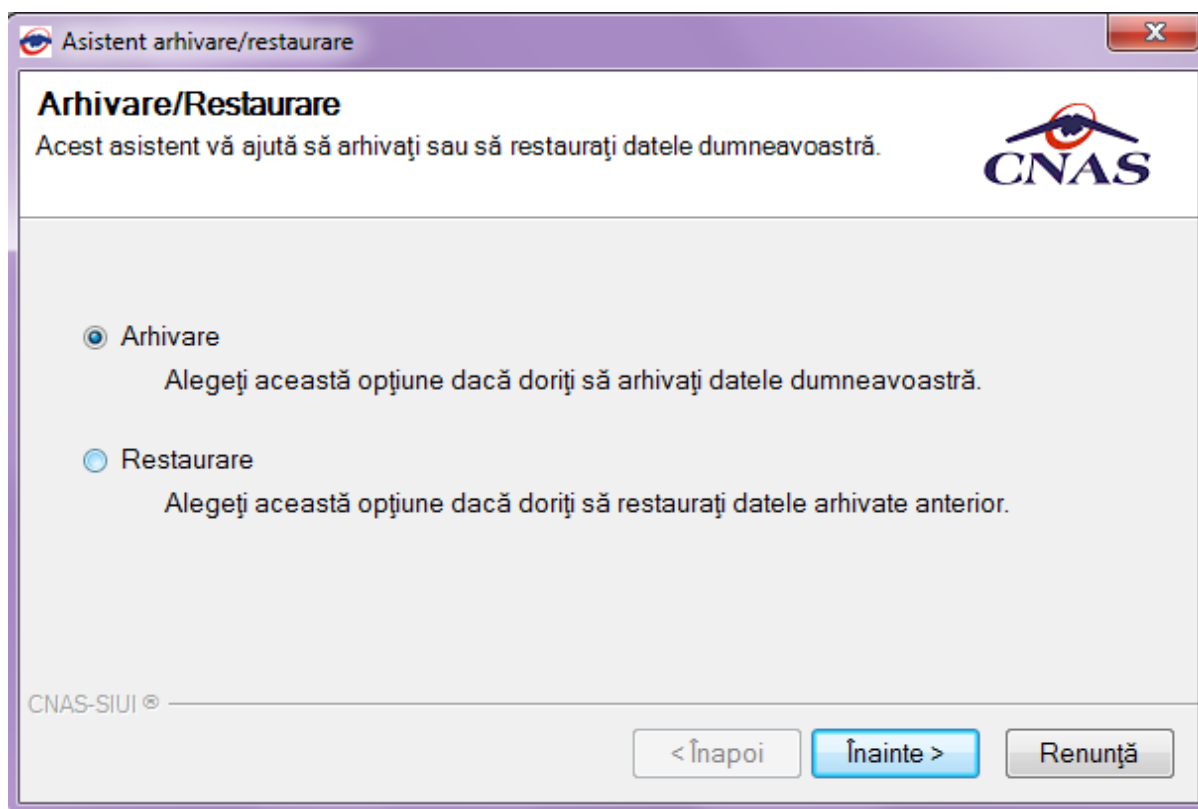 Asistent arhivare/restaurare
Arhivare/Restaurare
Acest asistent vă ajută să arhivaţi sau să restauraţi datele dumneavoastră.
CNAS
Arhivare
Alegeţi această opţiune dacă doriţi să arhivaţi datele dumneavoastră.
Restaurare
Alegeţi această opţiune dacă doriţi să restauraţi datele arhivate anterior.
CNAS-SIUI ®
< Înapoi Înainte > Renunţă